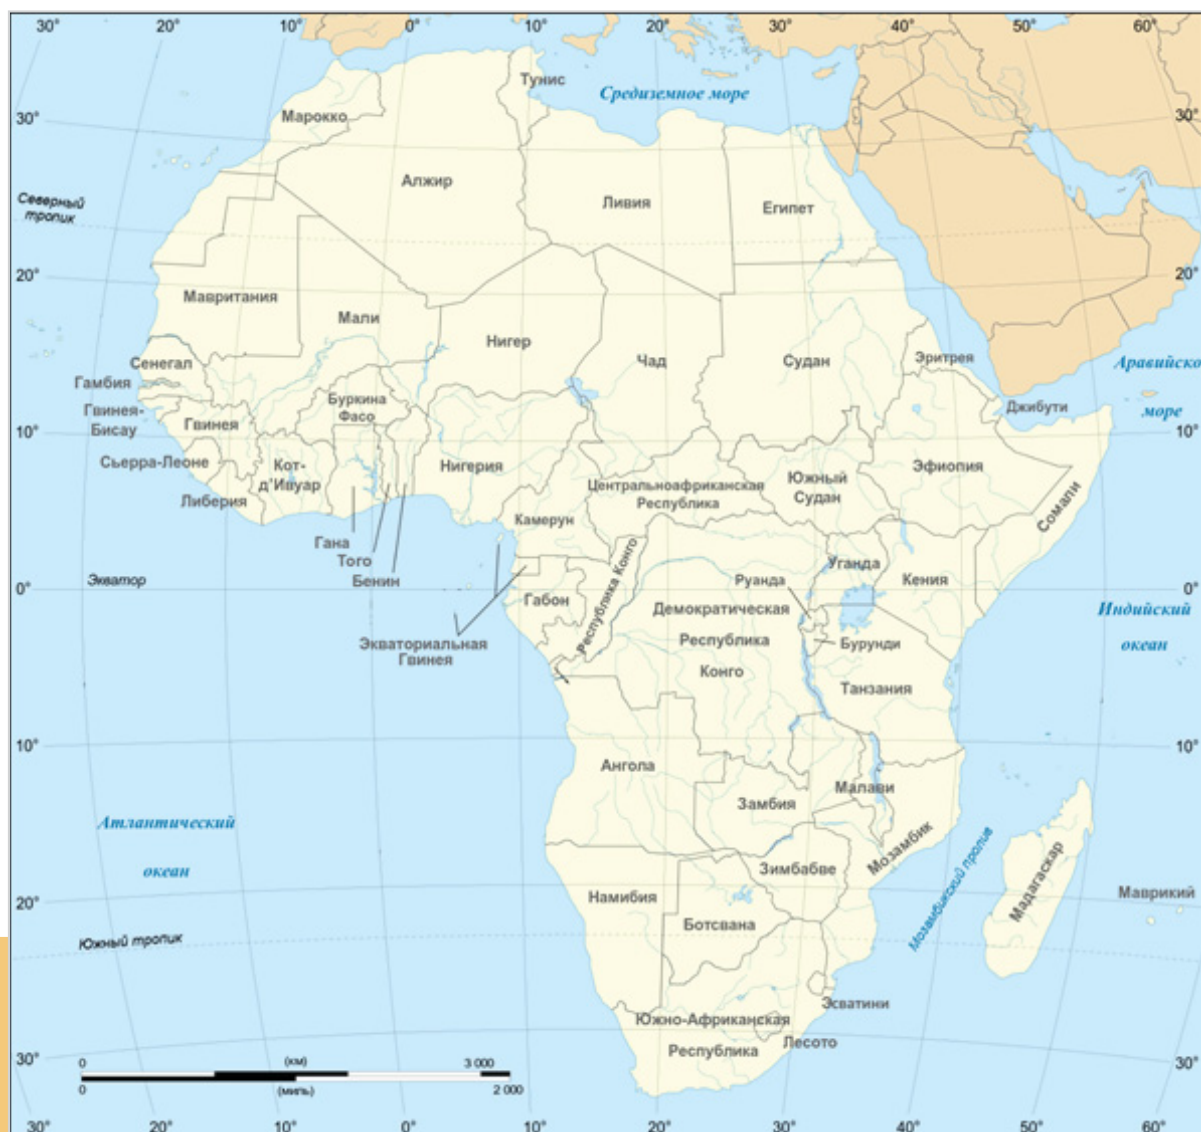 30° 20° 10° 0° 10° 20° 30° 40° 50° 60°
Тунис
Средиземное море
Марокко
30°
30°
Алжир
Ливия
Египет
Северный
тропик
20°
20°
Мавритания
Мали
Нигер
Чад
Судан
Эритрея
Аравийско
море
Сенегал
Гамбия
Гвинея-
Бисау
Буркина
Фасо
Джибути
10°
10°
Гвинея
Сьерра-Леоне
Кот-
д’Ивуар
Либерия
Нигерия
Центральноафриканская
Республика
Южный
Судан
Эфиопия
Сомали
Камерун
Гана
Того
Бенин
Экватор
0°
0°
Габон
Республика Конго
Руанда
Уганда
Кения
Экваториальная
Гвинея
Демократическая
Республика
Конго
Бурунди
Танзания
Индийский
океан
10°
10°
Ангола
Замбия
Малави
Мозамбик
Мозамбикский пролив
Атлантический
океан
Зимбабве
Намибия
Ботсвана
Мадагаскар
Маврикий
20°
20°
Южный тропик
Эсватини
Южно-Африканская
Республика
Лесото
30°
30°
0 (км) 3 000
0 (миль) 2 000
30° 20° 10° 0° 10° 20° 30° 40° 50° 60°